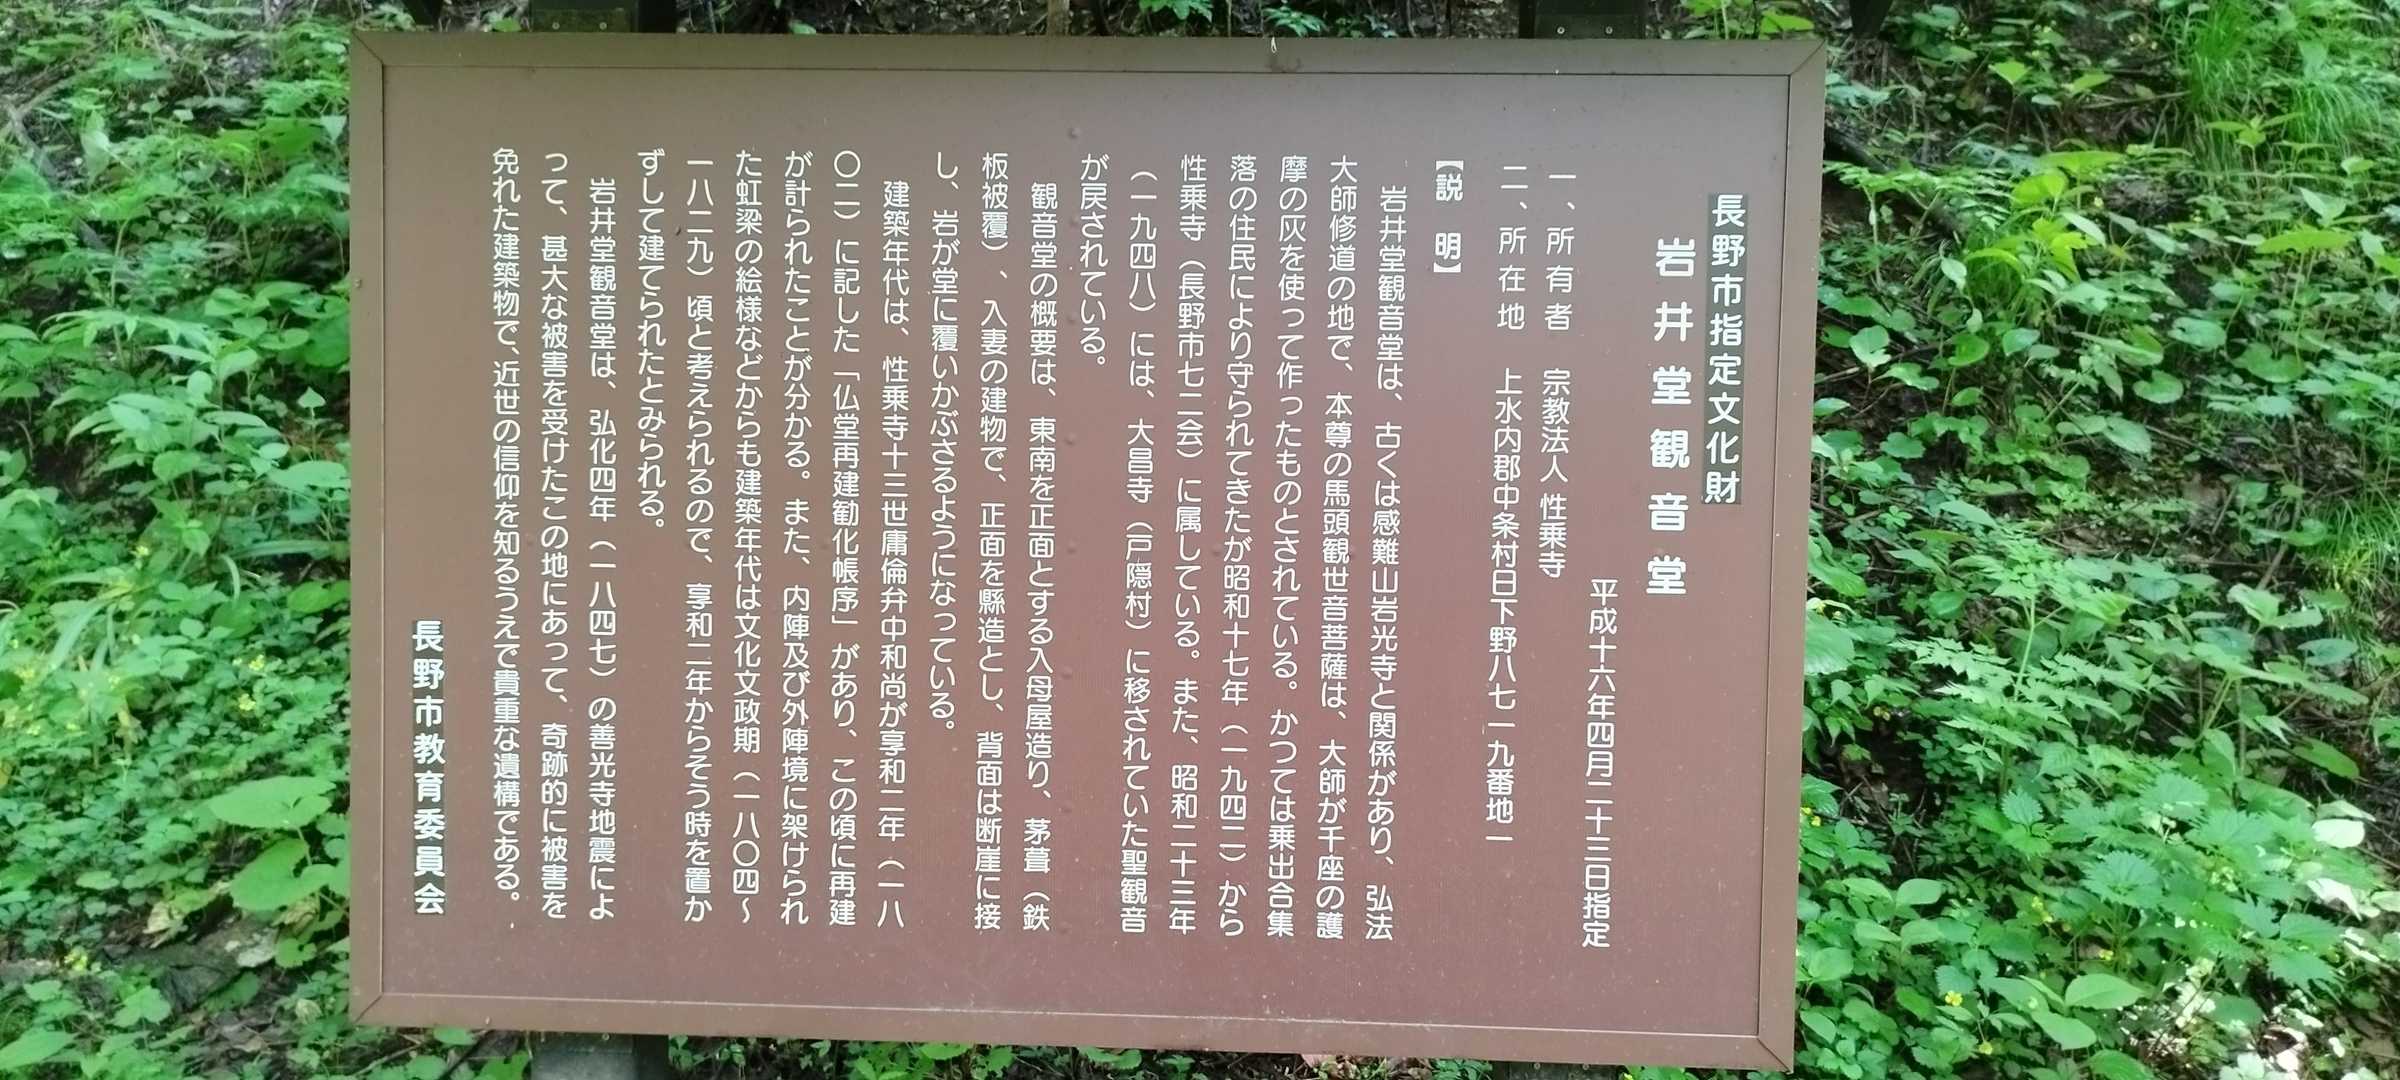 長野市指定文化財
岩井堂観音堂
平成十六年四月二十三日指定
一、所有者　宗教法人 性乗寺
二、所在地　上水内郡中条村日下野八七一九番地一
【説　明】
岩井堂観音堂は、古くは感難山岩光寺と関係があり、弘法
大師修道の地で、本尊の馬頭観世音菩薩は、大師が千座の護
摩の灰を使って作ったものとされている。かつては乗出合集
落の住民により守られてきたが昭和十七年（一九四二）から
性乗寺（長野市七二会）に属している。また、昭和二十三年
（一九四八）には、大昌寺（戸隠村）に移されていた聖観音
が戻されている。
観音堂の概要は、東南を正面とする入母屋造り、茅葺（鉄
板被覆）、入妻の建物で、正面を懸造とし、背面は断崖に接
し、岩が堂に覆いかぶさるようになっている。
建築年代は、性乗寺十三世庸倫弁中和尚が享和二年（一八
〇二）に記した「仏堂再建勧化帳序」があり、この頃に再建
が計られたことが分かる。また、内陣及び外陣境に架けられ
た虹梁の絵様などからも建築年代は文化文政期（一八〇四〜
一八二九）頃と考えられるので、享和二年からそう時を置か
ずして建てられたとみられる。
岩井堂観音堂は、弘化四年（一八四七）の善光寺地震によ
って、甚大な被害を受けたこの地にあって、奇跡的に被害を
免れた建築物で、近世の信仰を知るうえで貴重な遺構である。
長野市教育委員会